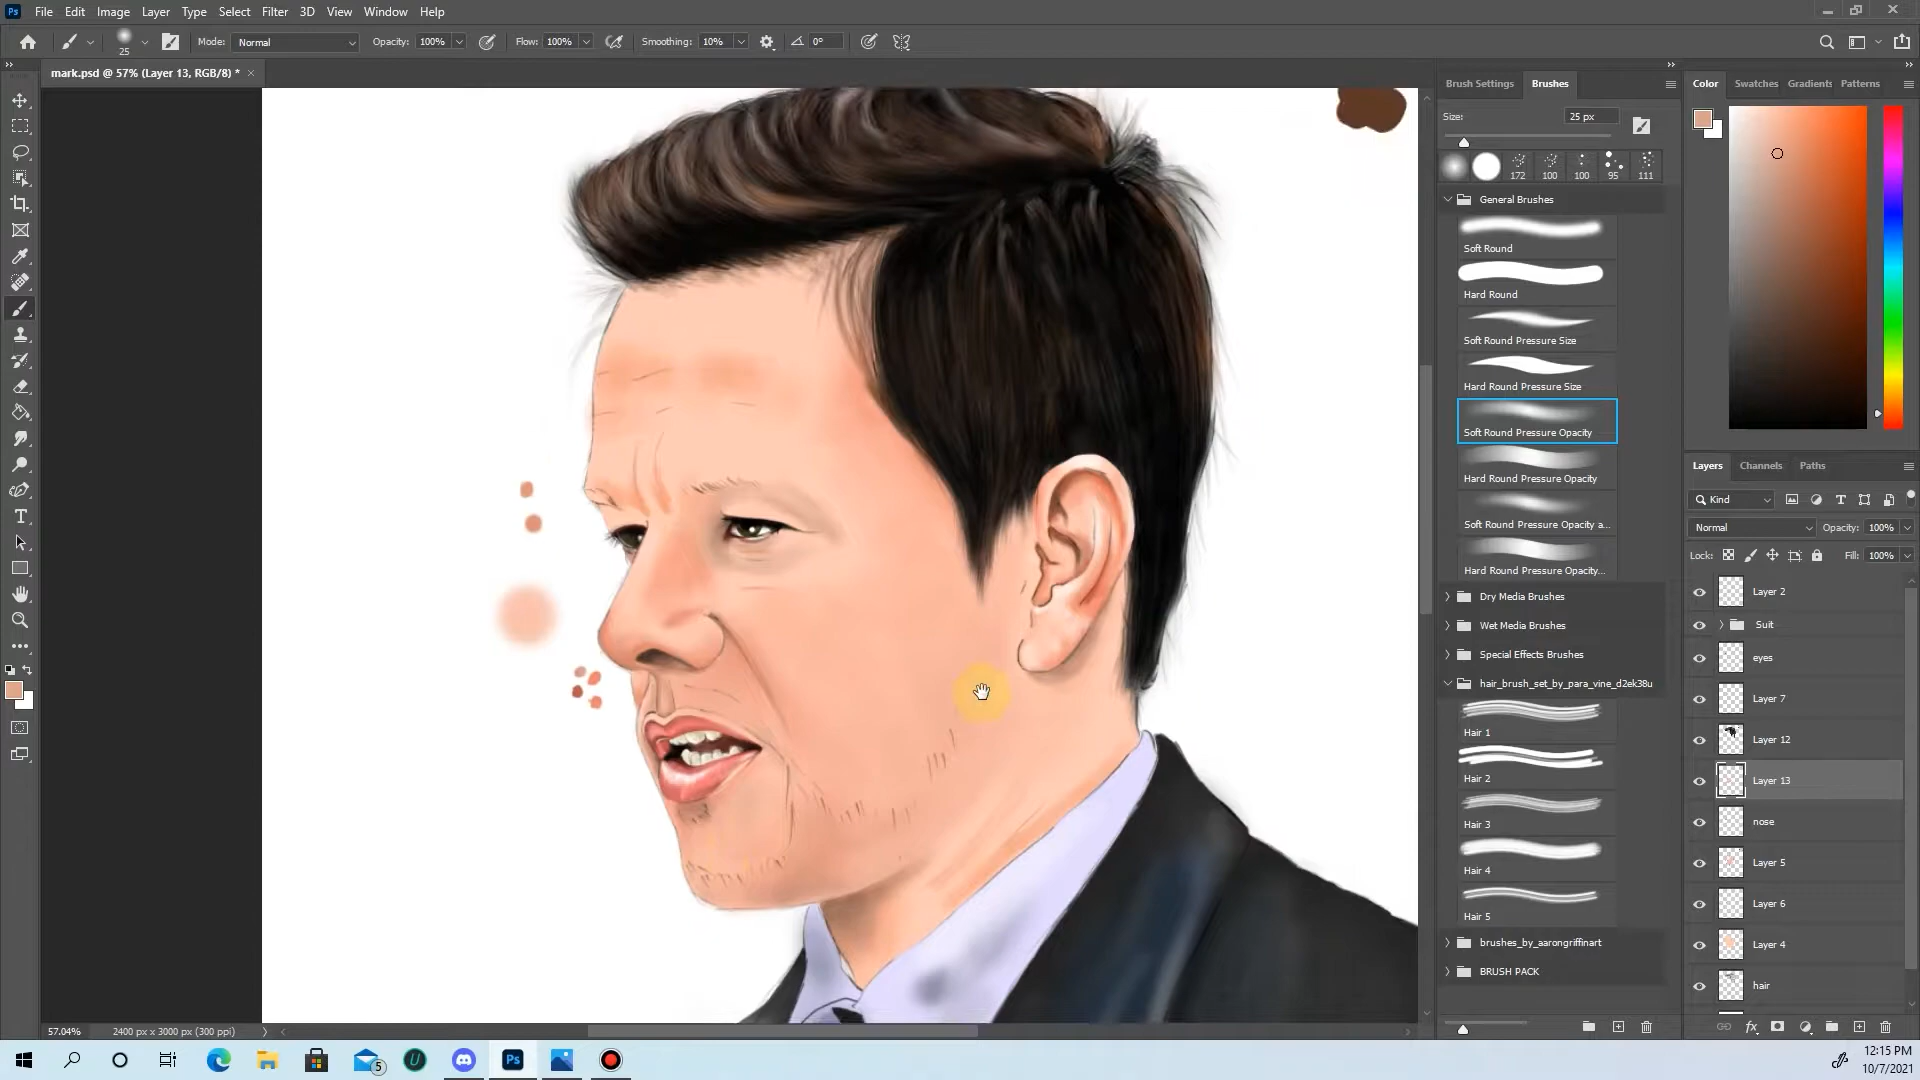 Ps File Edit Image Layer Type Select Filter 3D View Window Help
25 Mode: Normal Opacity: 100% Flow: 100% Smoothing: 10% 0°
mark.psd @ 57% (Layer 13, RGB/8) * ×
Brush Settings Brushes
Size: 25 px
172 100 100 95 111
General Brushes
Soft Round
Hard Round
Soft Round Pressure Size
Hard Round Pressure Size
Soft Round Pressure Opacity
Hard Round Pressure Opacity
Soft Round Pressure Opacity a...
Hard Round Pressure Opacity...
Dry Media Brushes
Wet Media Brushes
Special Effects Brushes
hair_brush_set_by_para_vine_d2ek38u
Hair 1
Hair 2
Hair 3
Hair 4
Hair 5
brushes_by_aarongriffinart
BRUSH PACK
Color Swatches Gradients Patterns
Layers Channels Paths
Kind
Normal Opacity: 100%
Lock: Fill: 100%
Layer 2
Suit
eyes
Layer 7
Layer 12
Layer 13
nose
Layer 5
Layer 6
Layer 4
hair
57.04% 2400 px x 3000 px (300 ppi)
5 Ps
12:15 PM
10/7/2021